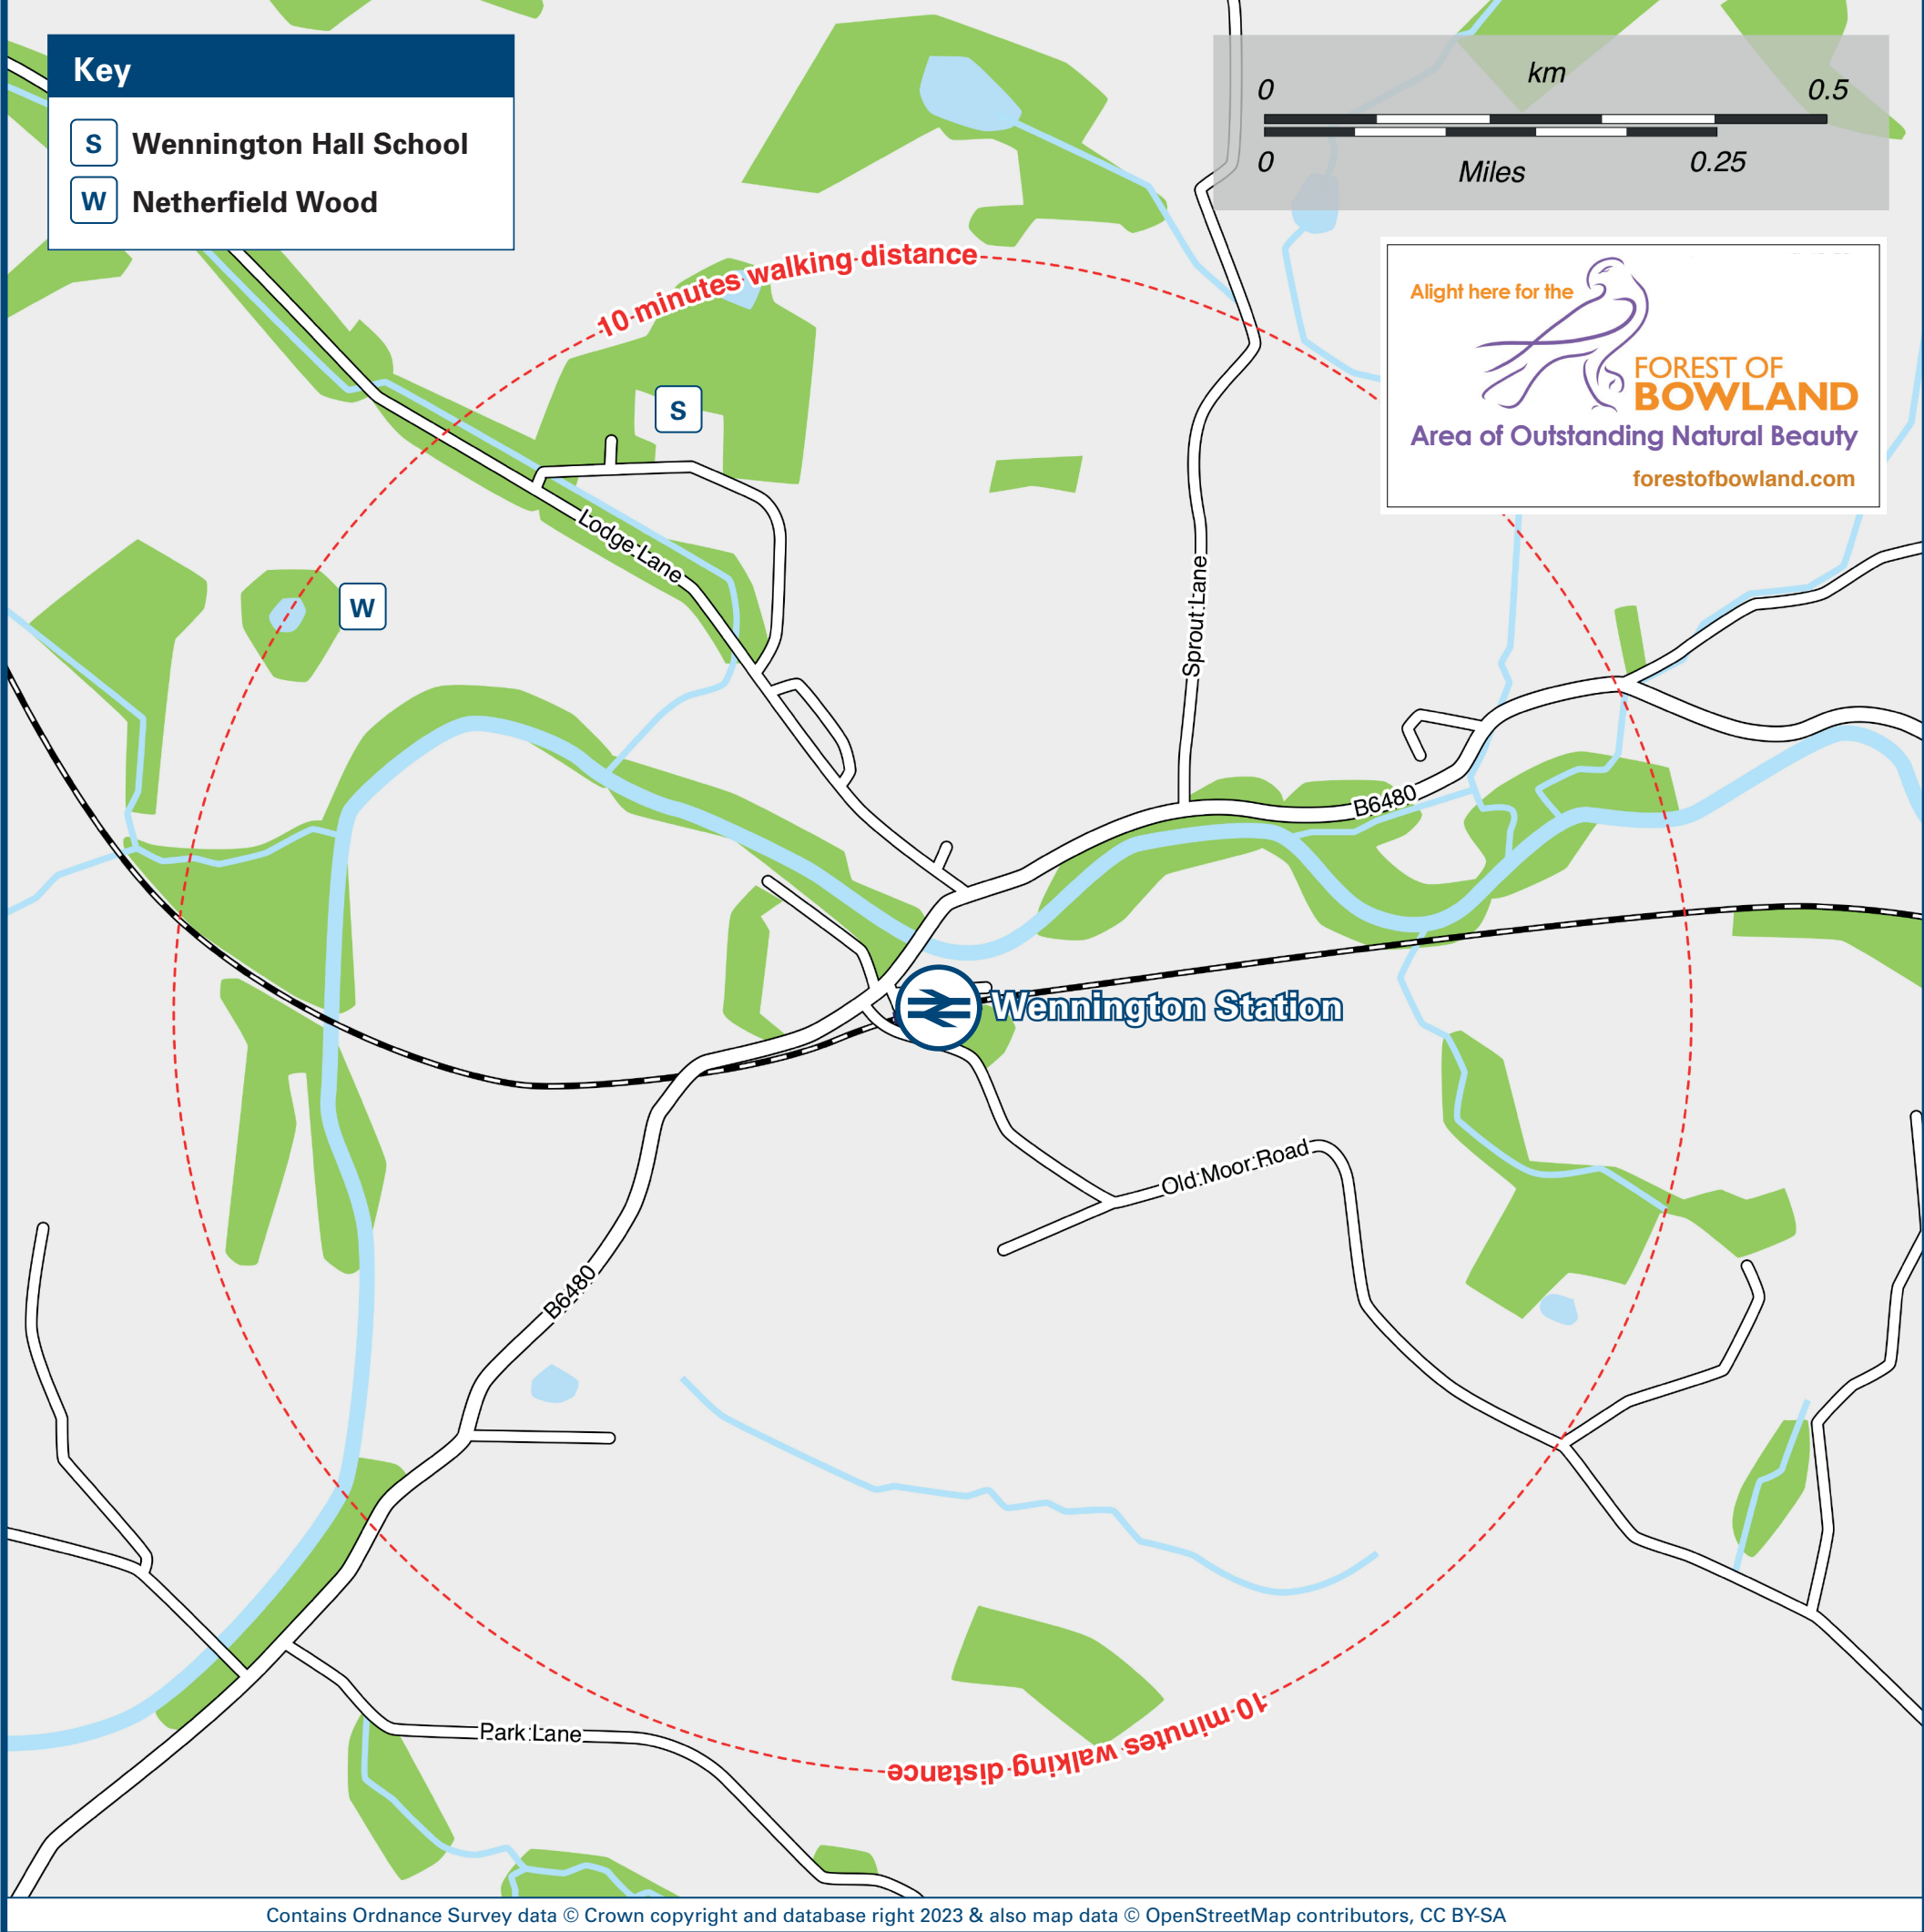 Key
S Wennington Hall School
W Netherfield Wood
km
0 0.5
0 0.25
Miles
Alight here for the
FOREST OF
BOWLAND
Area of Outstanding Natural Beauty
forestofbowland.com
10 minutes walking distance
S
Lodge Lane
W
Sprout Lane
B6480
Wennington Station
Old Moor Road
B6480
10 minutes walking distance
Park Lane
Contains Ordnance Survey data © Crown copyright and database right 2023 & also map data © OpenStreetMap contributors, CC BY-SA